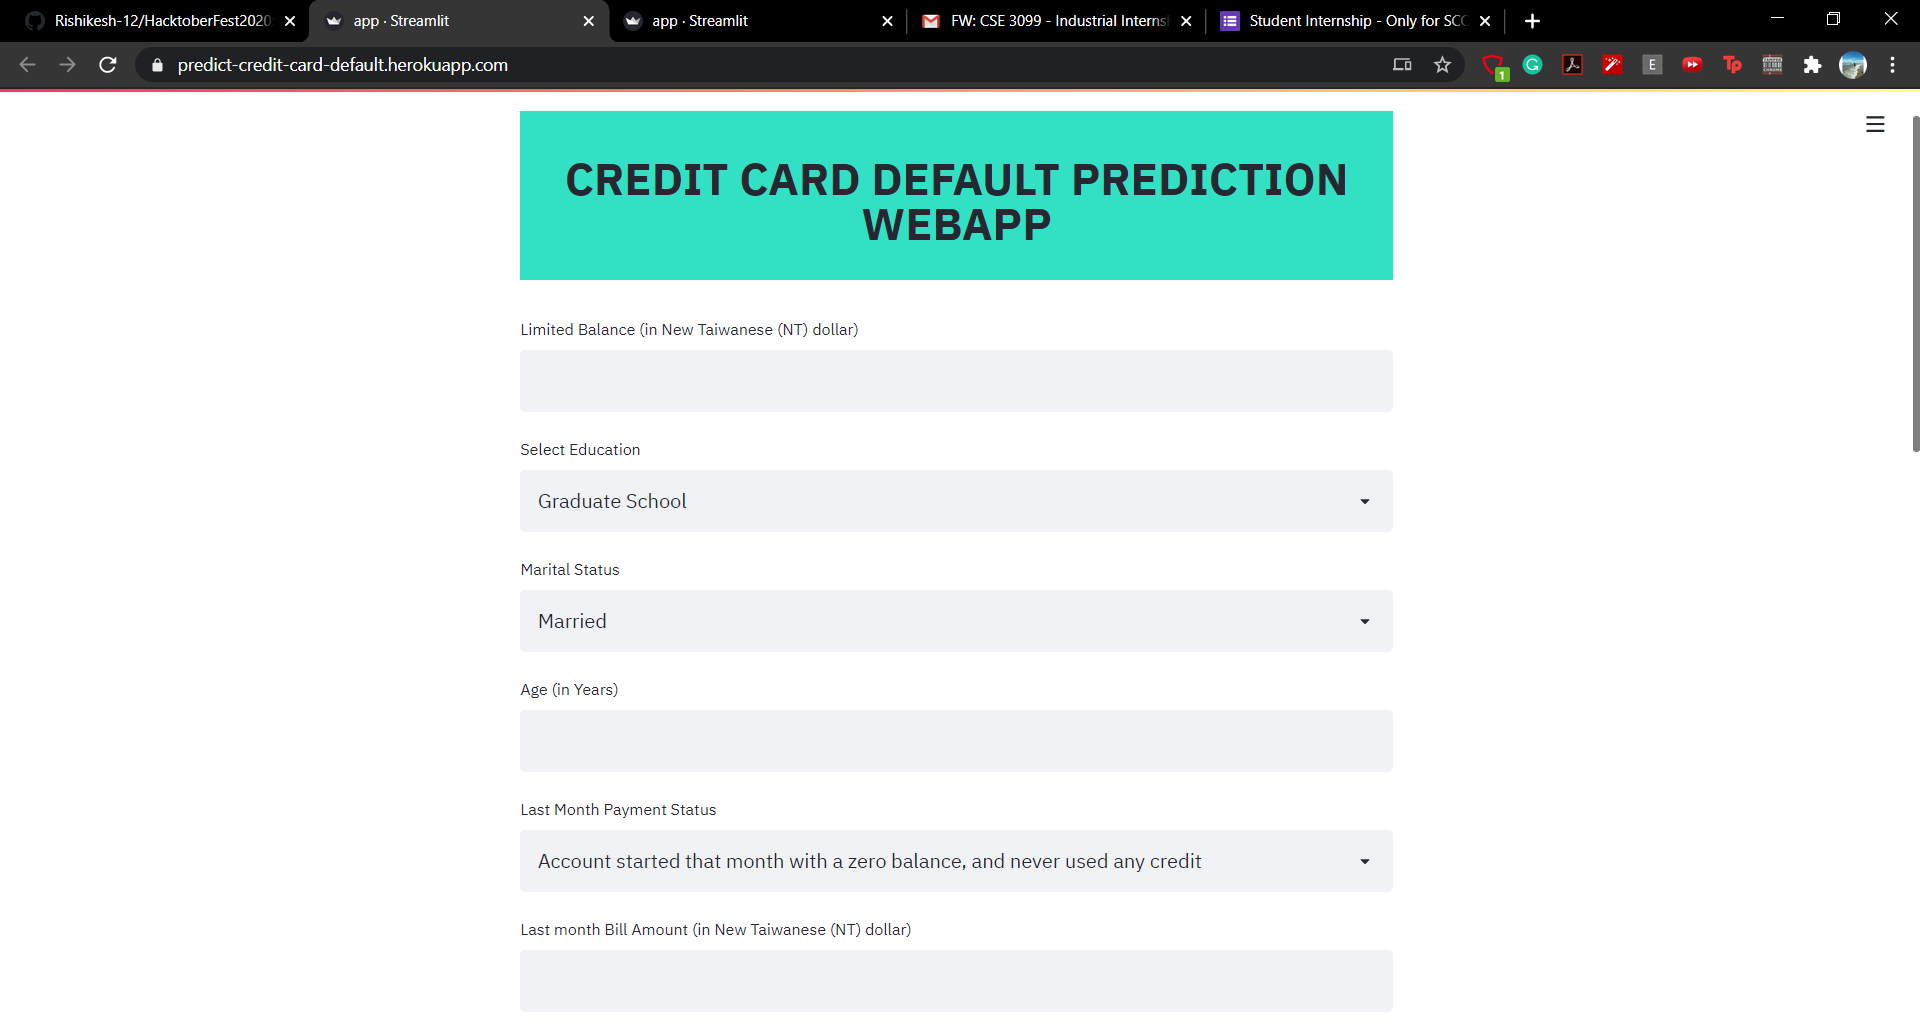 Rishikesh-12/HacktoberFest2020
app · Streamlit
app · Streamlit
FW: CSE 3099 - Industrial Interns
Student Internship - Only for SCO
predict-credit-card-default.herokuapp.com
1
E
Tp
CREDIT CARD DEFAULT PREDICTION
WEBAPP
Limited Balance (in New Taiwanese (NT) dollar)
Select Education
Graduate School
Marital Status
Married
Age (in Years)
Last Month Payment Status
Account started that month with a zero balance, and never used any credit
Last month Bill Amount (in New Taiwanese (NT) dollar)